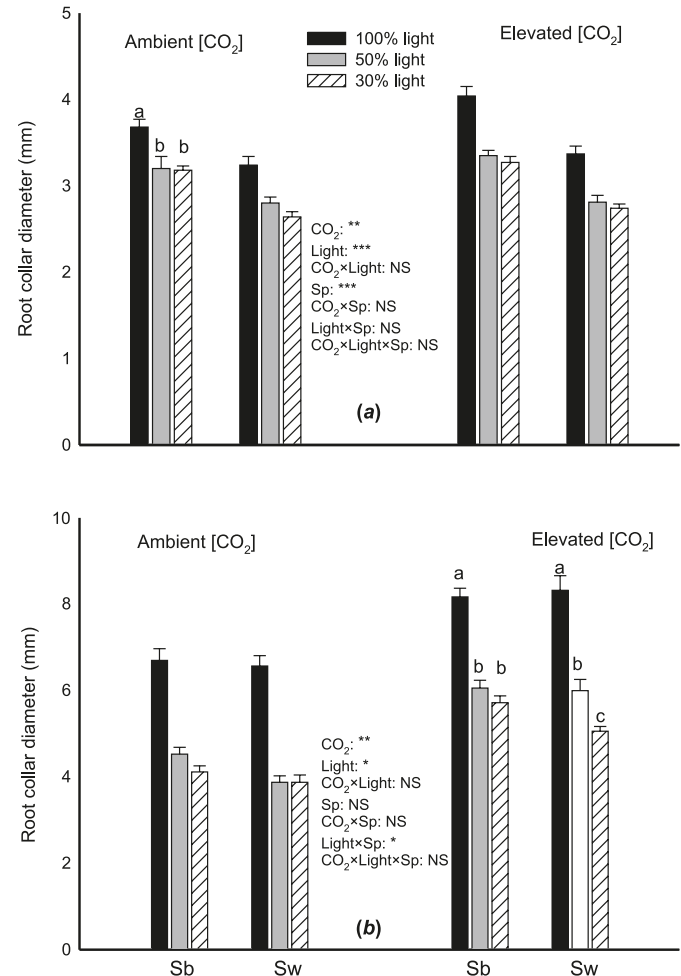 5
Ambient [CO₂]
100% light
50% light
30% light
Elevated [CO₂]
4
a
b b
3
Root collar diameter (mm)
CO₂: **
Light: ***
CO₂×Light: NS
Sp: ***
CO₂×Sp: NS
Light×Sp: NS
CO₂×Light×Sp: NS
2
1
(a)
0
10
Ambient [CO₂]
Elevated [CO₂]
a
a
8
b b
b
c
6
Root collar diameter (mm)
CO₂: **
Light: *
CO₂×Light: NS
Sp: NS
CO₂×Sp: NS
Light×Sp: *
CO₂×Light×Sp: NS
4
2
(b)
0
Sb Sw Sb Sw